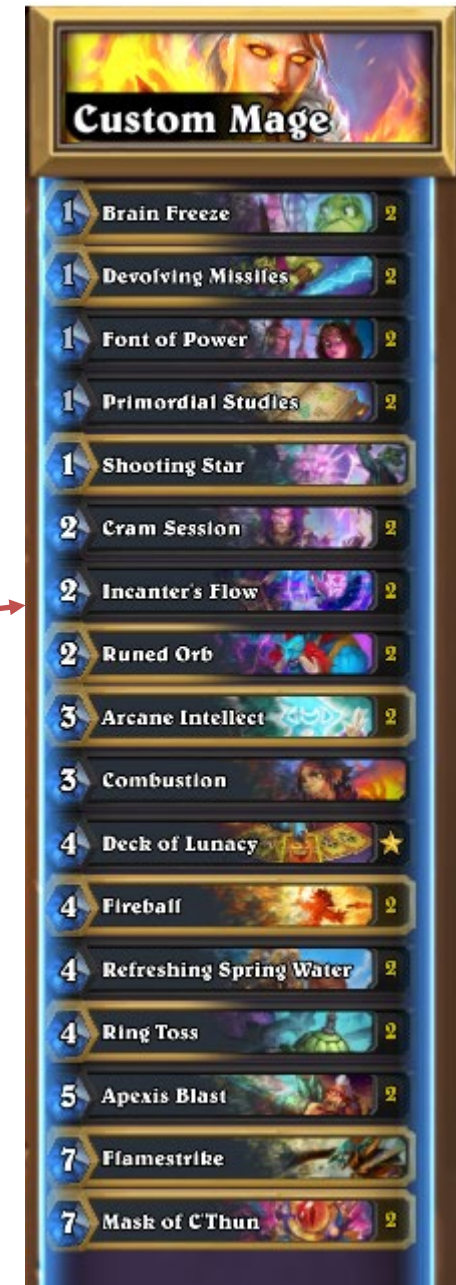 Custom Mage
1 Brain Freeze 2
1 Devolving Missiles 2
1 Font of Power 2
1 Primordial Studies 2
1 Shooting Star
2 Cram Session 2
2 Incanter's Flow 2
2 Runed Orb 2
3 Arcane Intellect 2
3 Combustion
4 Deck of Lunacy
4 Fireball 2
4 Refreshing Spring Water 2
4 Ring Toss 2
5 Apexis Blast 2
7 Flamestrike
7 Mask of C'Thun 2